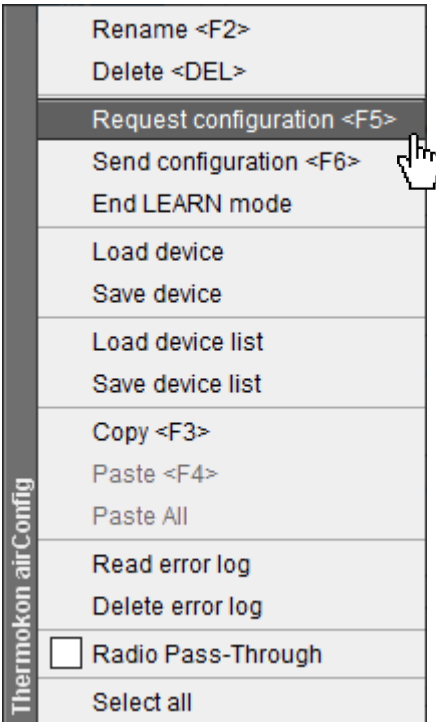 Rename <F2>
Delete <DEL>
Request configuration <F5>
Send configuration <F6>
End LEARN mode
Load device
Save device
Load device list
Save device list
Copy <F3>
Paste <F4>
Paste All
Read error log
Delete error log
Radio Pass-Through
Select all
Thermokon airConfig